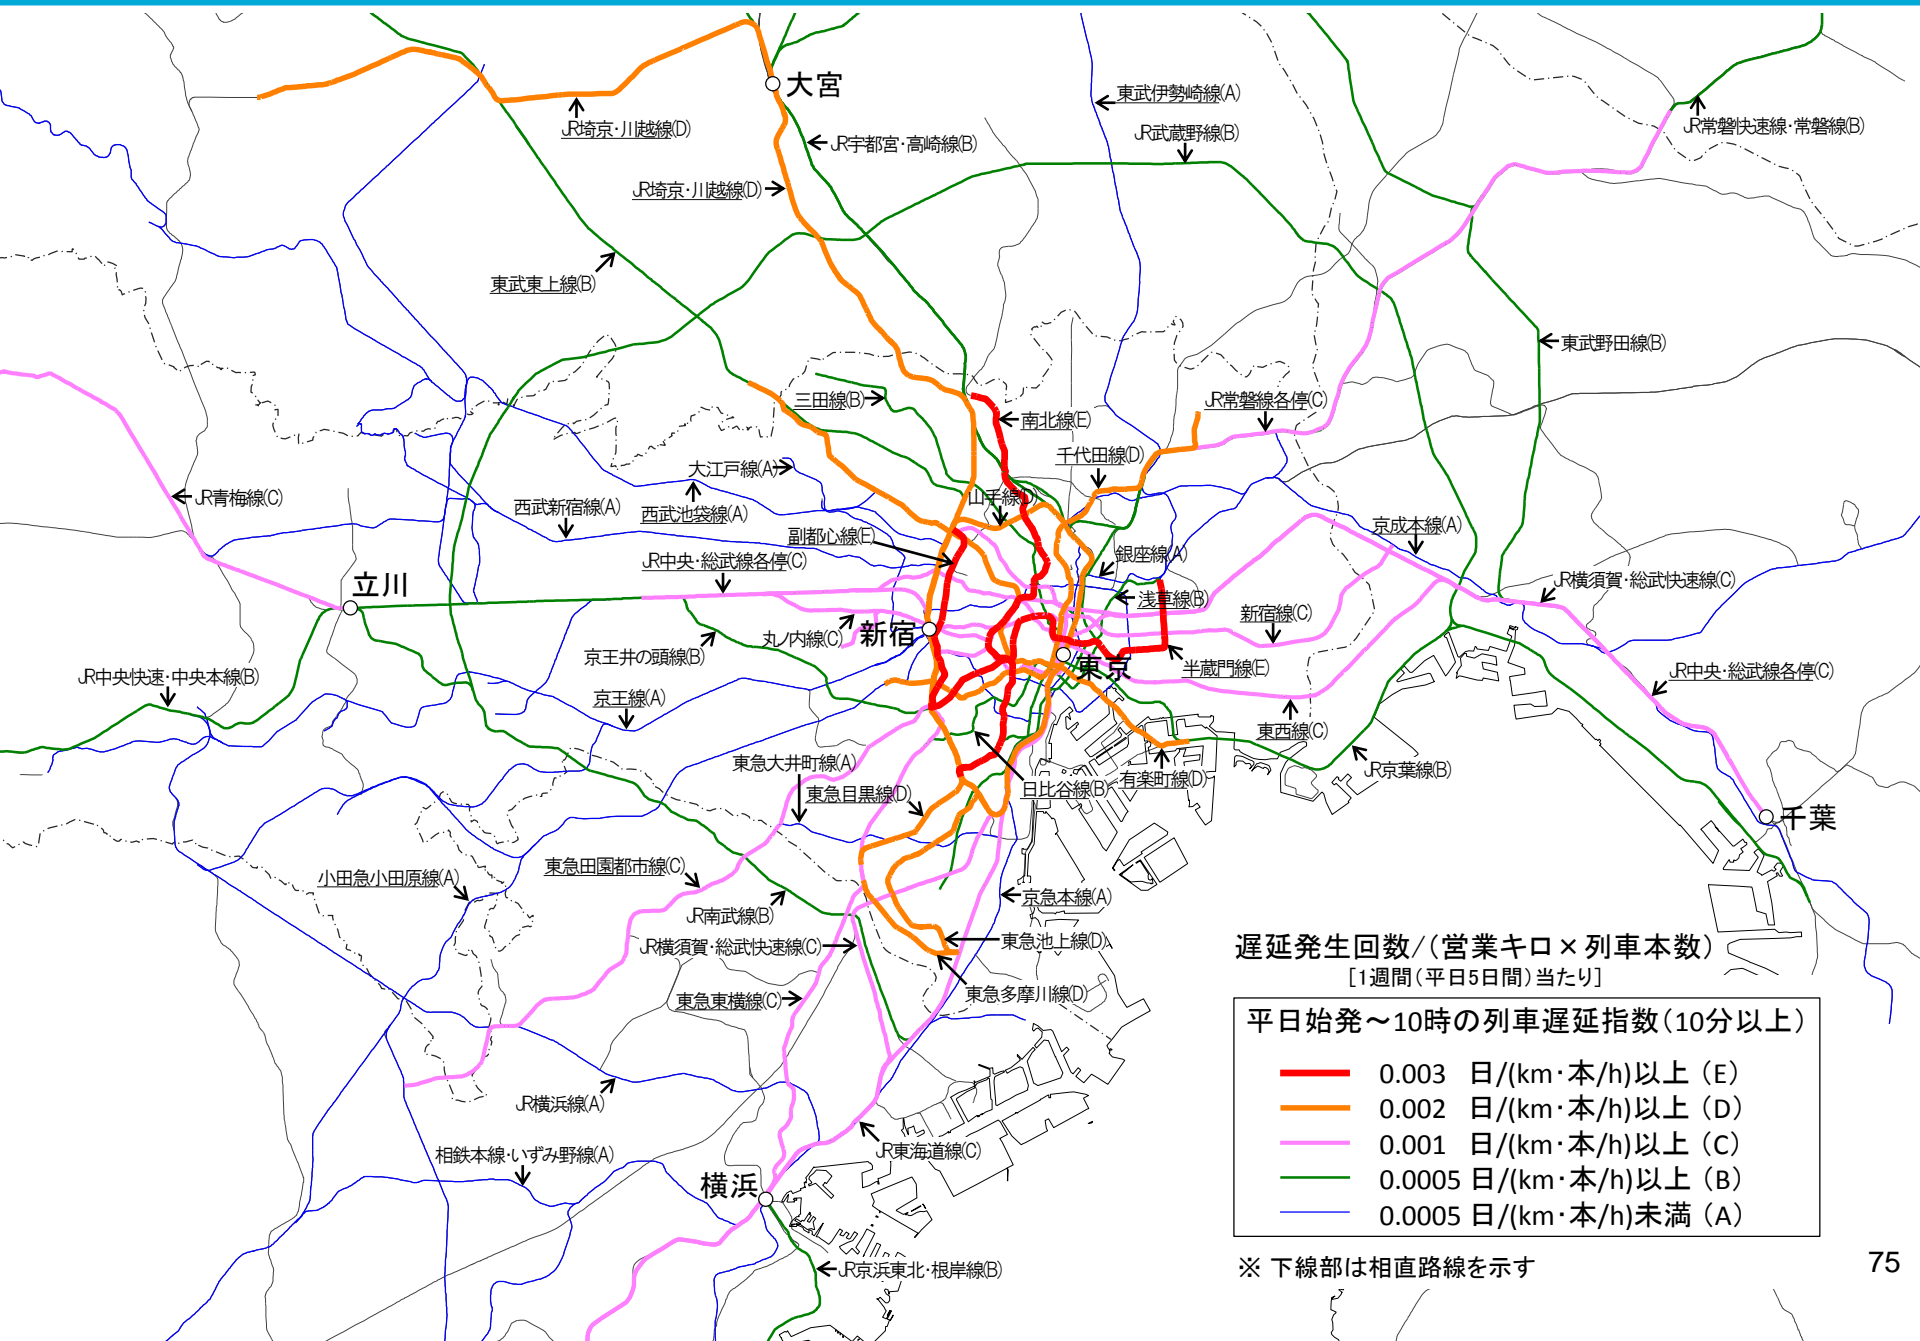 大宮
東武伊勢崎線(A)
JR埼京・川越線(D)
JR武蔵野線(B)
JR常磐快速線・常磐線(B)
JR宇都宮・高崎線(B)
JR埼京・川越線(D)
東武東上線(B)
東武野田線(B)
三田線(B)
JR常磐線各停(C)
南北線(E)
千代田線(D)
大江戸線(A)
JR青梅線(C)
山手線(D)
西武新宿線(A)
西武池袋線(A)
京成本線(A)
副都心線(E)
銀座線(A)
JR中央・総武線各停(C)
立川
JR横須賀・総武快速線(C)
浅草線(B)
新宿線(C)
新宿
丸ノ内線(C)
京王井の頭線(B)
東京
半蔵門線(E)
JR中央快速・中央本線(B)
JR中央・総武線各停(C)
京王線(A)
東西線(C)
東急大井町線(A)
JR京葉線(B)
有楽町線(D)
日比谷線(B)
東急目黒線(D)
千葉
東急田園都市線(C)
小田急小田原線(A)
京急本線(A)
JR南武線(B)
東急池上線(D)
JR横須賀・総武快速線(C)
東急多摩川線(D)
東急東横線(C)
JR横浜線(A)
JR東海道線(C)
相鉄本線・いずみ野線(A)
横浜
JR京浜東北・根岸線(B)
遅延発生回数/(営業キロ×列車本数)
[1週間(平日5日間)当たり]
平日始発～10時の列車遅延指数(10分以上)
0.003 日/(km・本/h)以上 (E)
0.002 日/(km・本/h)以上 (D)
0.001 日/(km・本/h)以上 (C)
0.0005 日/(km・本/h)以上 (B)
0.0005 日/(km・本/h)未満 (A)
※ 下線部は相直路線を示す
75